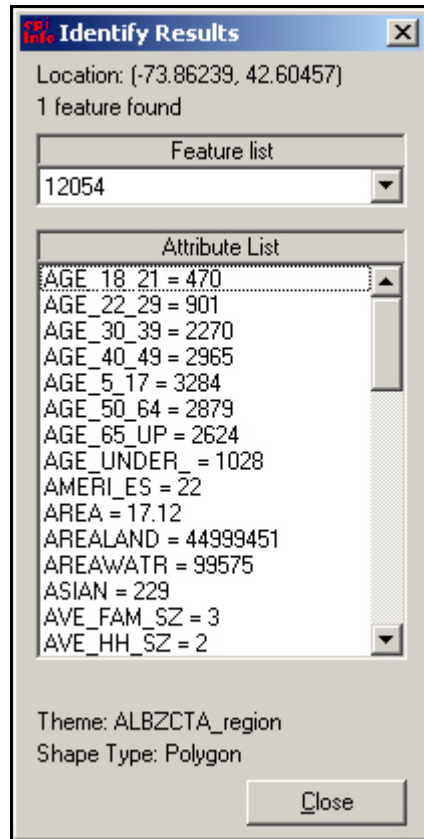 Epi Info Identify Results
Location: (-73.86239, 42.60457)
1 feature found
Feature list
12054
Attribute List
AGE_18_21 = 470
AGE_22_29 = 901
AGE_30_39 = 2270
AGE_40_49 = 2965
AGE_5_17 = 3284
AGE_50_64 = 2879
AGE_65_UP = 2624
AGE_UNDER_ = 1028
AMERI_ES = 22
AREA = 17.12
AREALAND = 44999451
AREAWATR = 99575
ASIAN = 229
AVE_FAM_SZ = 3
AVE_HH_SZ = 2
Theme: ALBZCTA_region
Shape Type: Polygon
Close